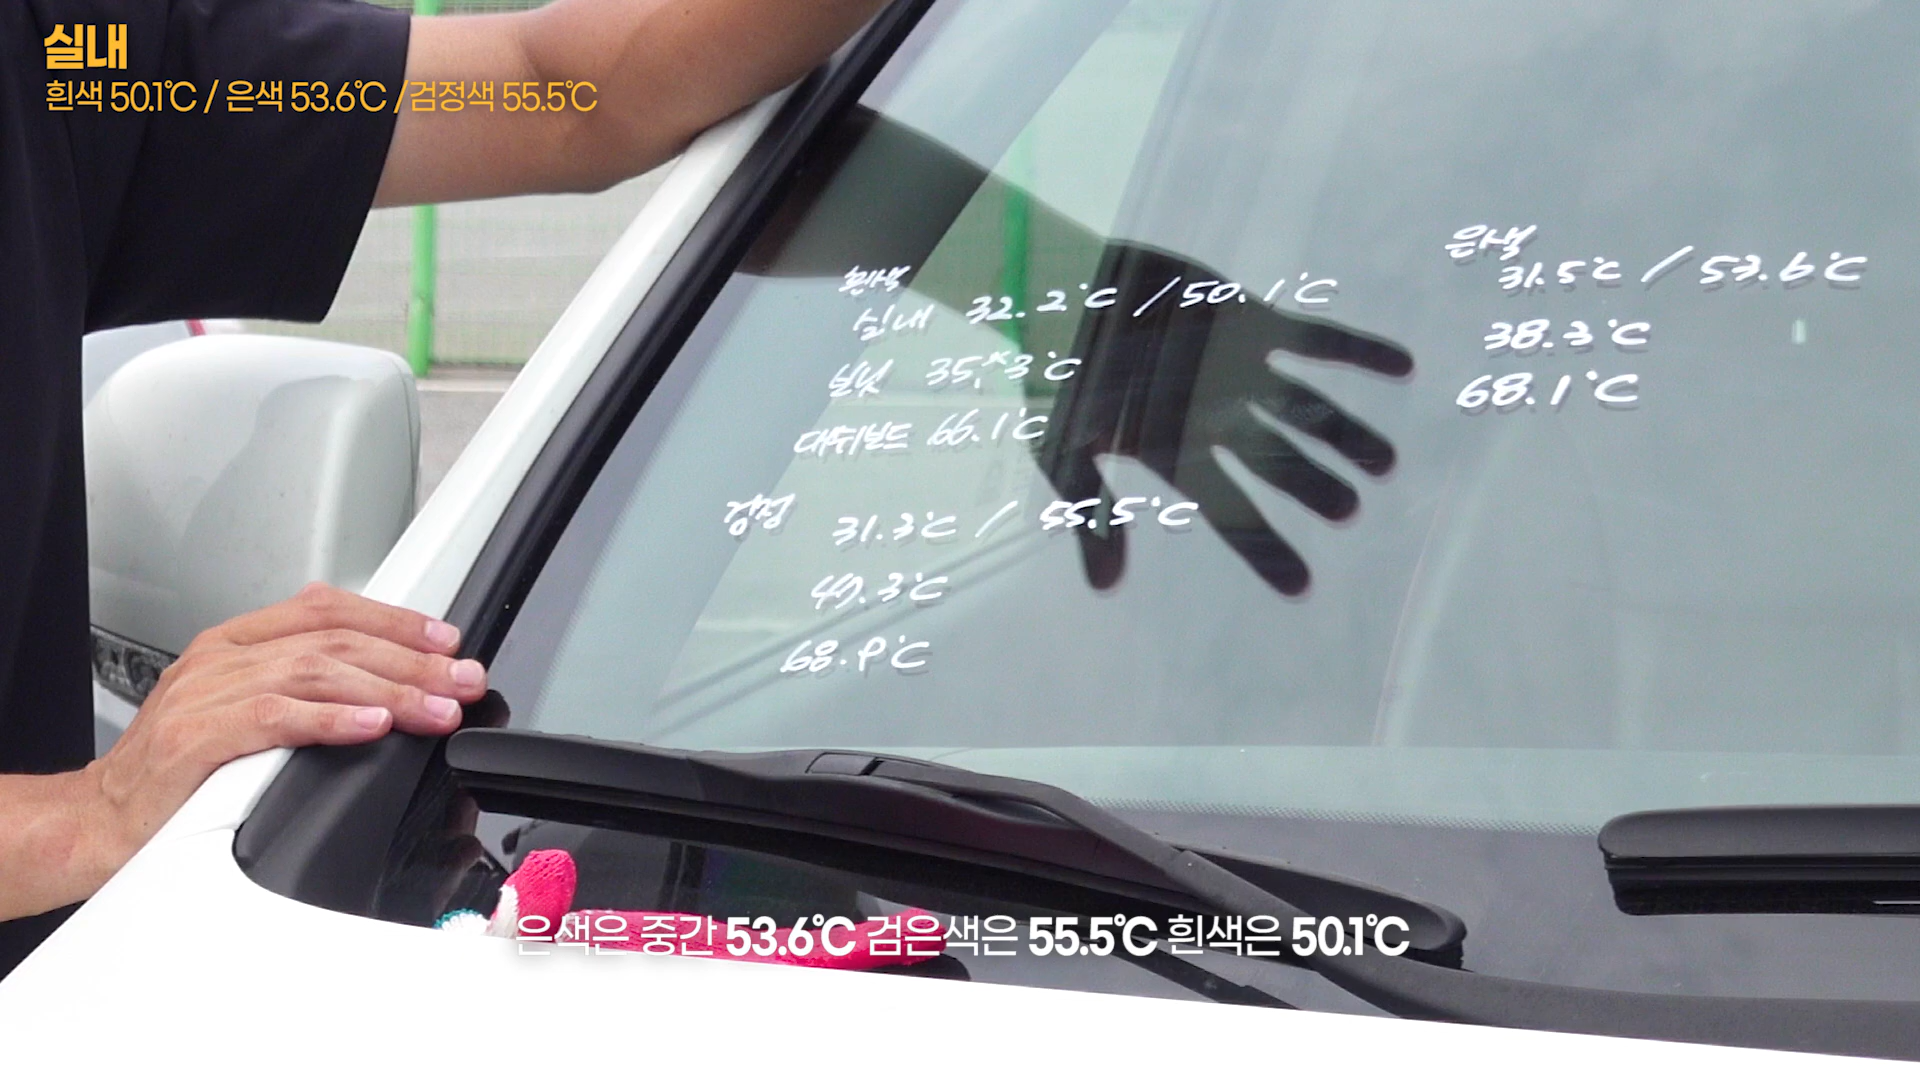 실내
흰색 50.1℃ / 은색 53.6℃ /검정색 55.5℃
흰색
실내 32.2℃ / 50.1℃
본닛 35.3℃
대쉬보드 66.1℃
은색
31.5℃ / 53.6℃
38.3℃
68.1℃
검정
31.3℃ / 55.5℃
47.3℃
68.9℃
은색은 중간 53.6℃ 검은색은 55.5℃ 흰색은 50.1℃